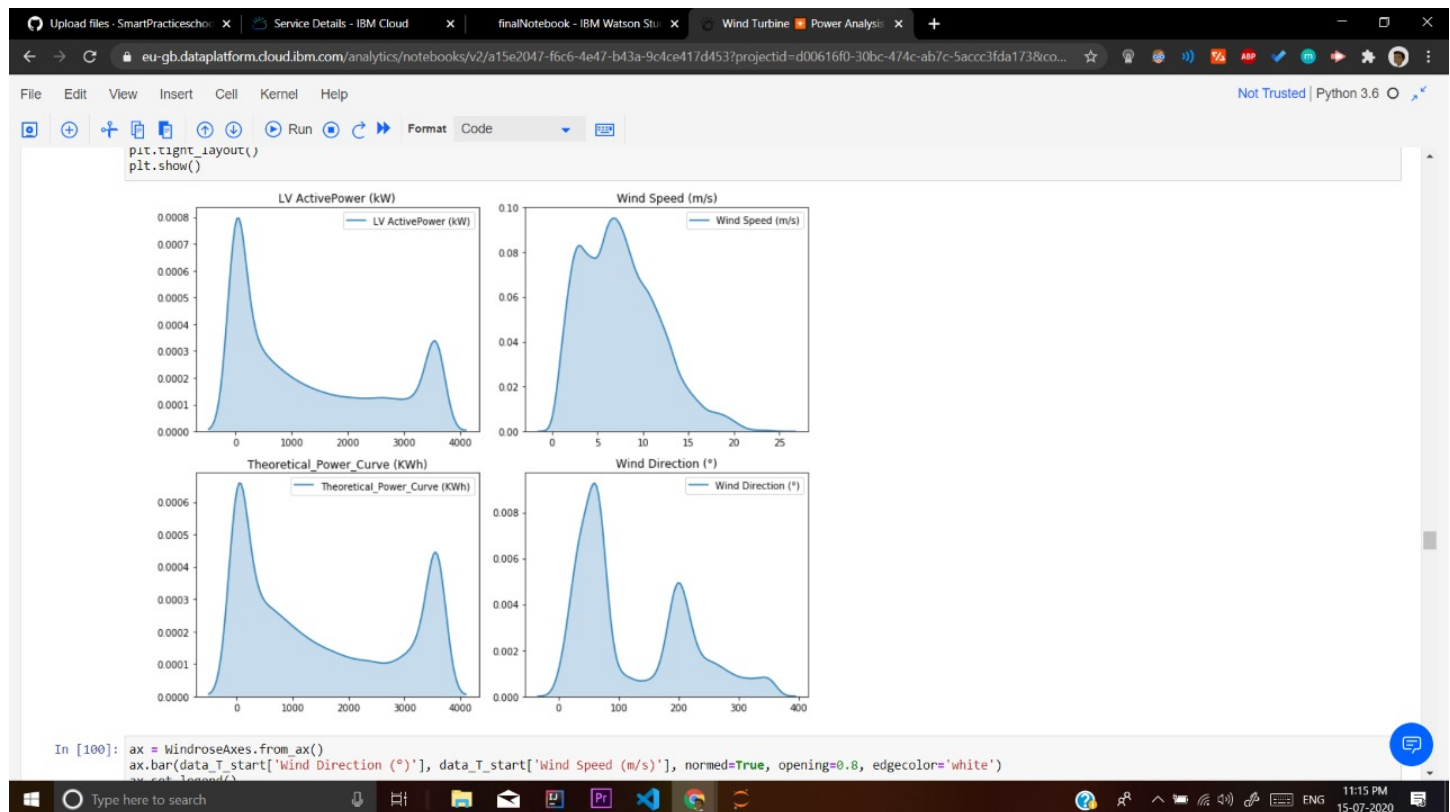 Upload files · SmartPracticeschoo
Service Details - IBM Cloud
finalNotebook - IBM Watson Stu
Wind Turbine Power Analysis
eu-gb.dataplatform.cloud.ibm.com/analytics/notebooks/v2/a15e2047-f6c6-4e47-b43a-9c4ce417d453?projectid=d00616f0-30bc-474c-ab7c-5accc3fda173&co...
ABP
File Edit View Insert Cell Kernel Help
Not Trusted | Python 3.6
Run Format Code
plt.tight_layout()
plt.show()
LV ActivePower (kW)
LV ActivePower (kW)
0.0008
0.0007
0.0006
0.0005
0.0004
0.0003
0.0002
0.0001
0.0000
0 1000 2000 3000 4000
Wind Speed (m/s)
Wind Speed (m/s)
0.10
0.08
0.06
0.04
0.02
0.00
0 5 10 15 20 25
Theoretical_Power_Curve (KWh)
Theoretical_Power_Curve (KWh)
0.0006
0.0005
0.0004
0.0003
0.0002
0.0001
0.0000
0 1000 2000 3000 4000
Wind Direction (°)
Wind Direction (°)
0.008
0.006
0.004
0.002
0.000
0 100 200 300 400
In [100]: ax = WindroseAxes.from_ax()
ax.bar(data_T_start['Wind Direction (°)'], data_T_start['Wind Speed (m/s)'], normed=True, opening=0.8, edgecolor='white')
ax.set_legend()
Type here to search
Pr
ENG
11:15 PM
15-07-2020